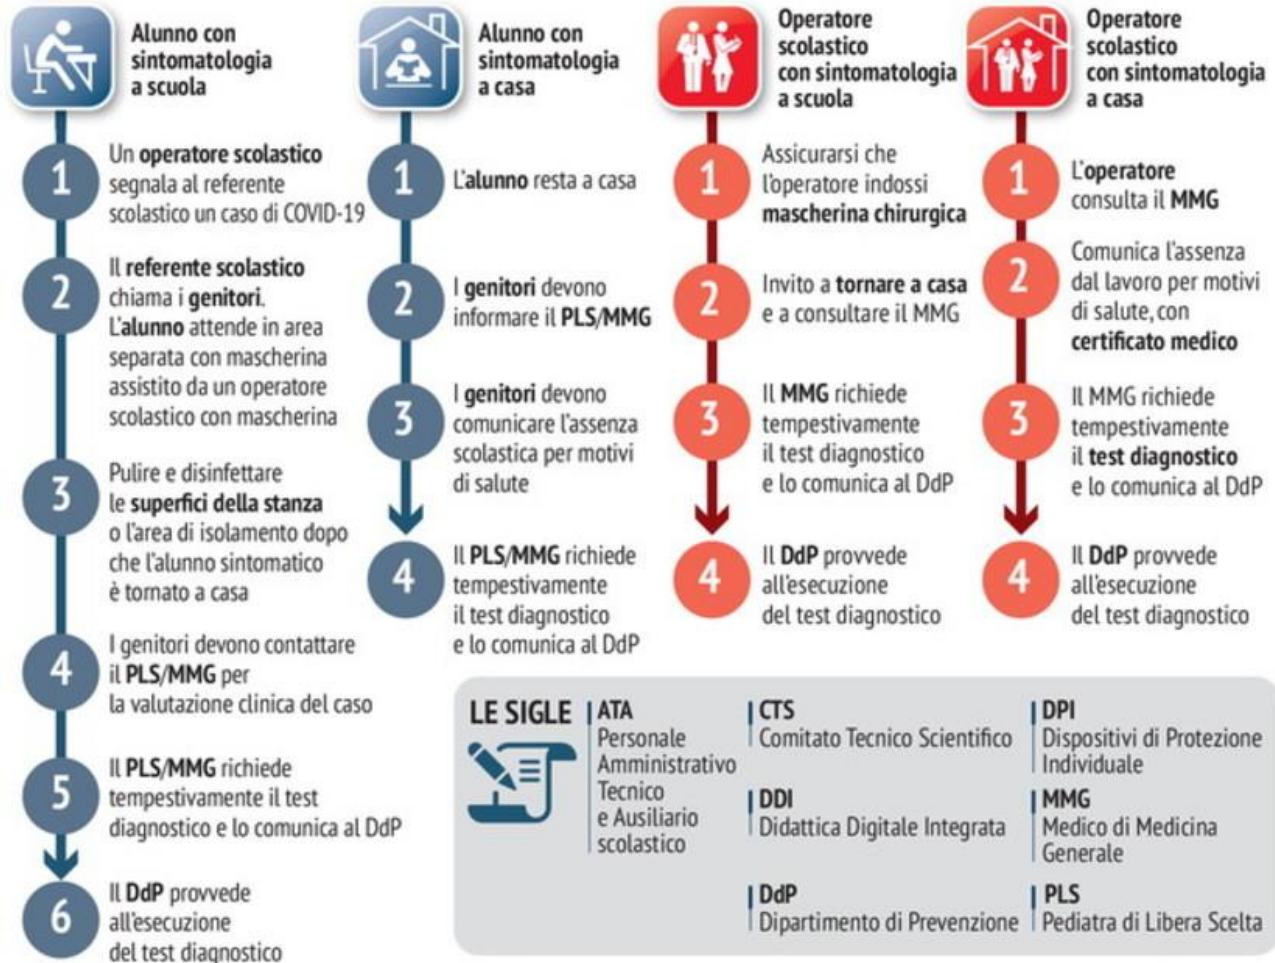 Alunno con
sintomatologia
a scuola
1
Un operatore scolastico
segnala al referente
scolastico un caso di COVID-19
2
Il referente scolastico
chiama i genitori.
L'alunno attende in area
separata con mascherina
assistito da un operatore
scolastico con mascherina
3
Pulire e disinfettare
le superfici della stanza
o l'area di isolamento dopo
che l'alunno sintomatico
è tornato a casa
4
I genitori devono contattare
il PLS/MMG per
la valutazione clinica del caso
5
Il PLS/MMG richiede
tempestivamente il test
diagnostico e lo comunica al DdP
6
Il DdP provvede
all'esecuzione
del test diagnostico
Alunno con
sintomatologia
a casa
1
L'alunno resta a casa
2
I genitori devono
informare il PLS/MMG
3
I genitori devono
comunicare l'assenza
scolastica per motivi
di salute
4
Il PLS/MMG richiede
tempestivamente
il test diagnostico
e lo comunica al DdP
Operatore
scolastico
con sintomatologia
a scuola
1
Assicurarsi che
l'operatore indossi
mascherina chirurgica
2
Invito a tornare a casa
e a consultare il MMG
3
Il MMG richiede
tempestivamente
il test diagnostico
e lo comunica al DdP
4
Il DdP provvede
all'esecuzione
del test diagnostico
Operatore
scolastico
con sintomatologia
a casa
1
L'operatore
consulta il MMG
2
Comunica l'assenza
dal lavoro per motivi
di salute, con
certificato medico
3
Il MMG richiede
tempestivamente
il test diagnostico
e lo comunica al DdP
4
Il DdP provvede
all'esecuzione
del test diagnostico
LE SIGLE
ATA
Personale
Amministrativo
Tecnico
e Ausiliario
scolastico
CTS
Comitato Tecnico Scientifico
DDI
Didattica Digitale Integrata
DdP
Dipartimento di Prevenzione
DPI
Dispositivi di Protezione
Individuale
MMG
Medico di Medicina
Generale
PLS
Pediatra di Libera Scelta